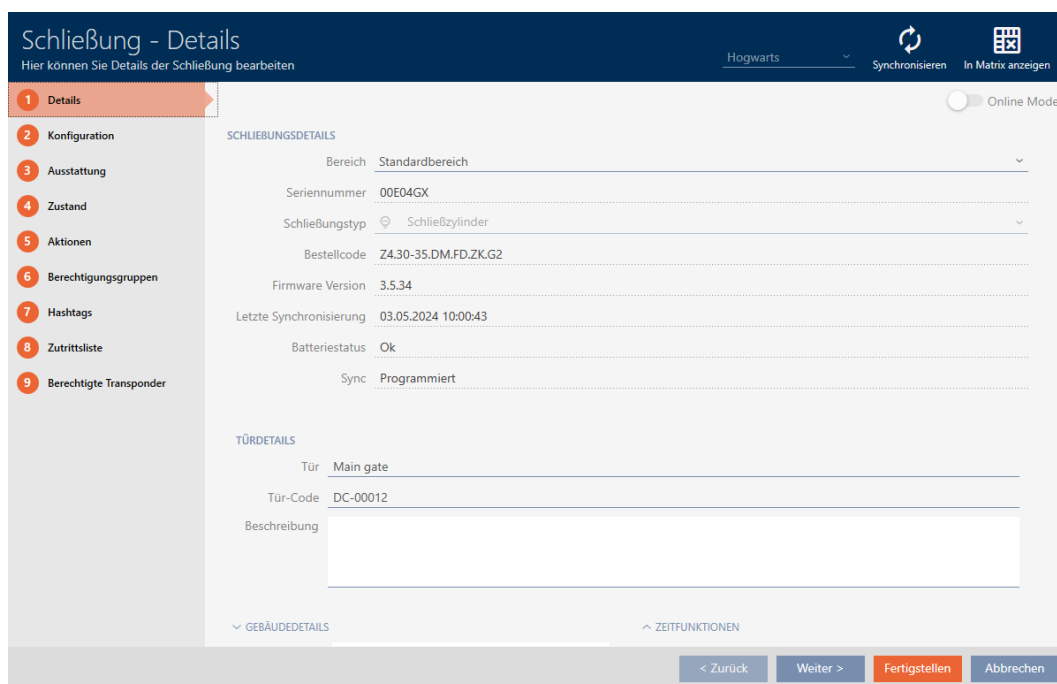 Schließung - Details
Hier können Sie Details der Schließung bearbeiten
Hogwarts
Synchronisieren
In Matrix anzeigen
1 Details
2 Konfiguration
3 Ausstattung
4 Zustand
5 Aktionen
6 Berechtigungsgruppen
7 Hashtags
8 Zutrittsliste
9 Berechtigte Transponder
Online Mode
SCHLIEßUNGSDETAILS
Bereich Standardbereich
Seriennummer 00E04GX
Schließungstyp Schließzylinder
Bestellcode Z4.30-35.DM.FD.ZK.G2
Firmware Version 3.5.34
Letzte Synchronisierung 03.05.2024 10:00:43
Batteriestatus Ok
Sync Programmiert
TÜRDETAILS
Tür Main gate
Tür-Code DC-00012
Beschreibung
GEBÄUDEDETAILS
ZEITFUNKTIONEN
< Zurück
Weiter >
Fertigstellen
Abbrechen